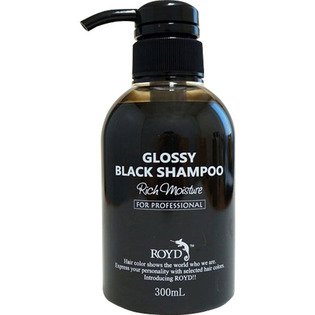 GLOSSY
BLACK SHAMPOO
Rich Moisture
FOR PROFESSIONAL
ROYD™
Hair color shows the world who we are.
Express your personality with selected hair colors.
Introducing ROYD!!
300mL